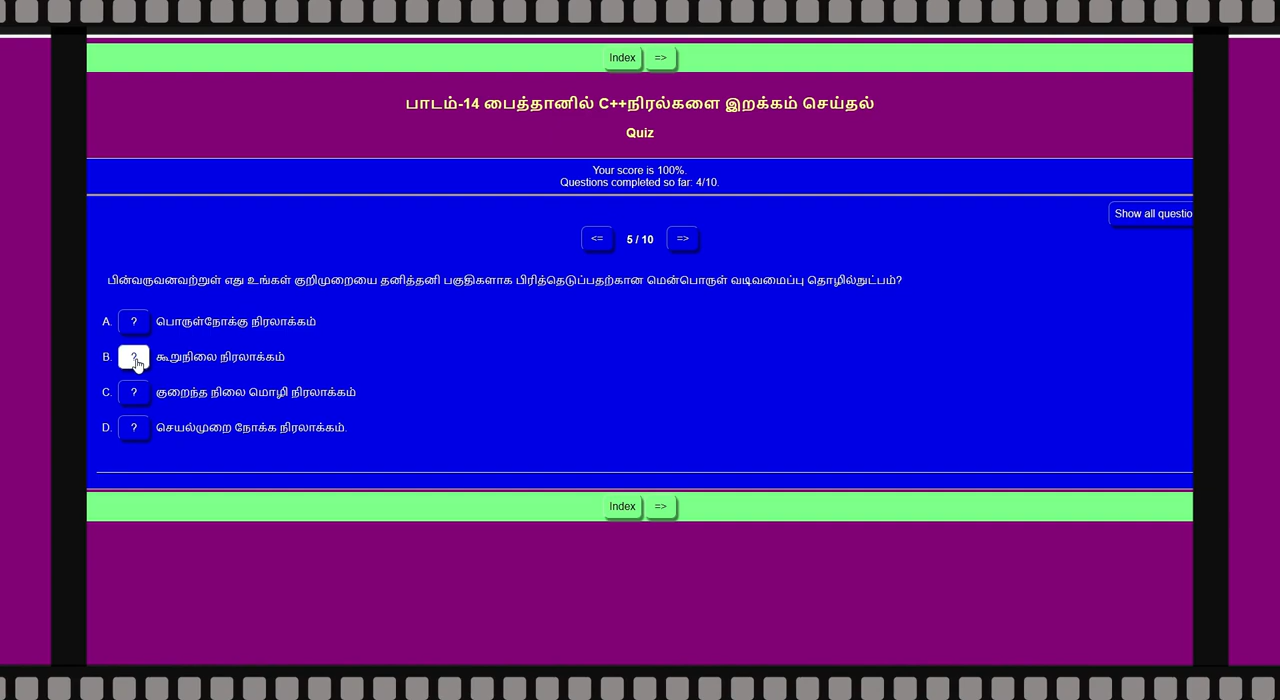 Index =>
பாடம்-14 பைத்தானில் C++நிரல்களை இறக்கம் செய்தல்
Quiz
Your score is 100%.
Questions completed so far: 4/10.
Show all questio
<= 5 / 10 =>
பின்வருவனவற்றுள் எது உங்கள் குறிமுறையை தனித்தனி பகுதிகளாக பிரித்தெடுப்பதற்கான மென்பொருள் வடிவமைப்பு தொழில்நுட்பம்?
A. ? பொருள்நோக்கு நிரலாக்கம்
B. ? கூறுநிலை நிரலாக்கம்
C. ? குறைந்த நிலை மொழி நிரலாக்கம்
D. ? செயல்முறை நோக்க நிரலாக்கம்.
Index =>